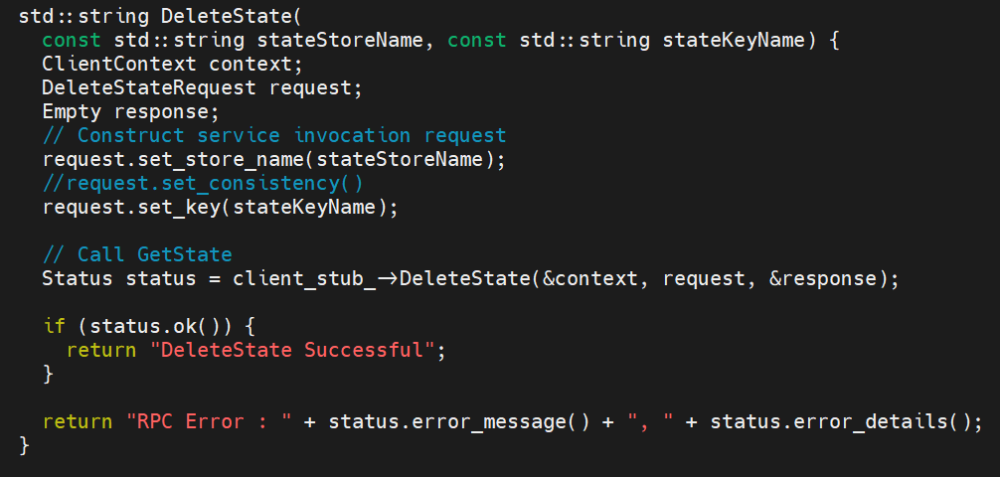 std::string DeleteState(
  const std::string stateStoreName, const std::string stateKeyName) {
  ClientContext context;
  DeleteStateRequest request;
  Empty response;
  // Construct service invocation request
  request.set_store_name(stateStoreName);
  //request.set_consistency()
  request.set_key(stateKeyName);

  // Call GetState
  Status status = client_stub_->DeleteState(&context, request, &response);

  if (status.ok()) {
    return "DeleteState Successful";
  }

  return "RPC Error : " + status.error_message() + ", " + status.error_details();
}